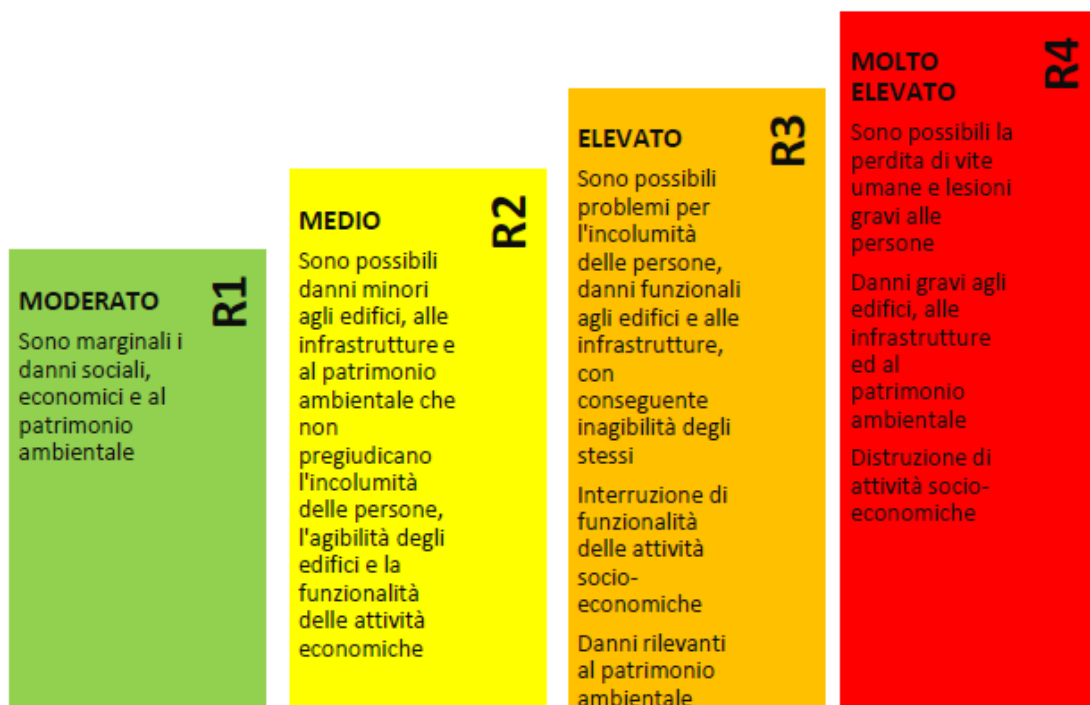 MODERATO
R1
Sono marginali i
danni sociali,
economici e al
patrimonio
ambientale
MEDIO
R2
Sono possibili
danni minori
agli edifici, alle
infrastrutture e
al patrimonio
ambientale che
non
pregiudicano
l'incolumità
delle persone,
l'agibilità degli
edifici e la
funzionalità
delle attività
economiche
ELEVATO
R3
Sono possibili
problemi per
l'incolumità
delle persone,
danni funzionali
agli edifici e alle
infrastrutture,
con
conseguente
inagibilità degli
stessi
Interruzione di
funzionalità
delle attività
socio-
economiche
Danni rilevanti
al patrimonio
ambientale
MOLTO
ELEVATO
R4
Sono possibili la
perdita di vite
umane e lesioni
gravi alle
persone
Danni gravi agli
edifici, alle
infrastrutture
ed al
patrimonio
ambientale
Distruzione di
attività socio-
economiche